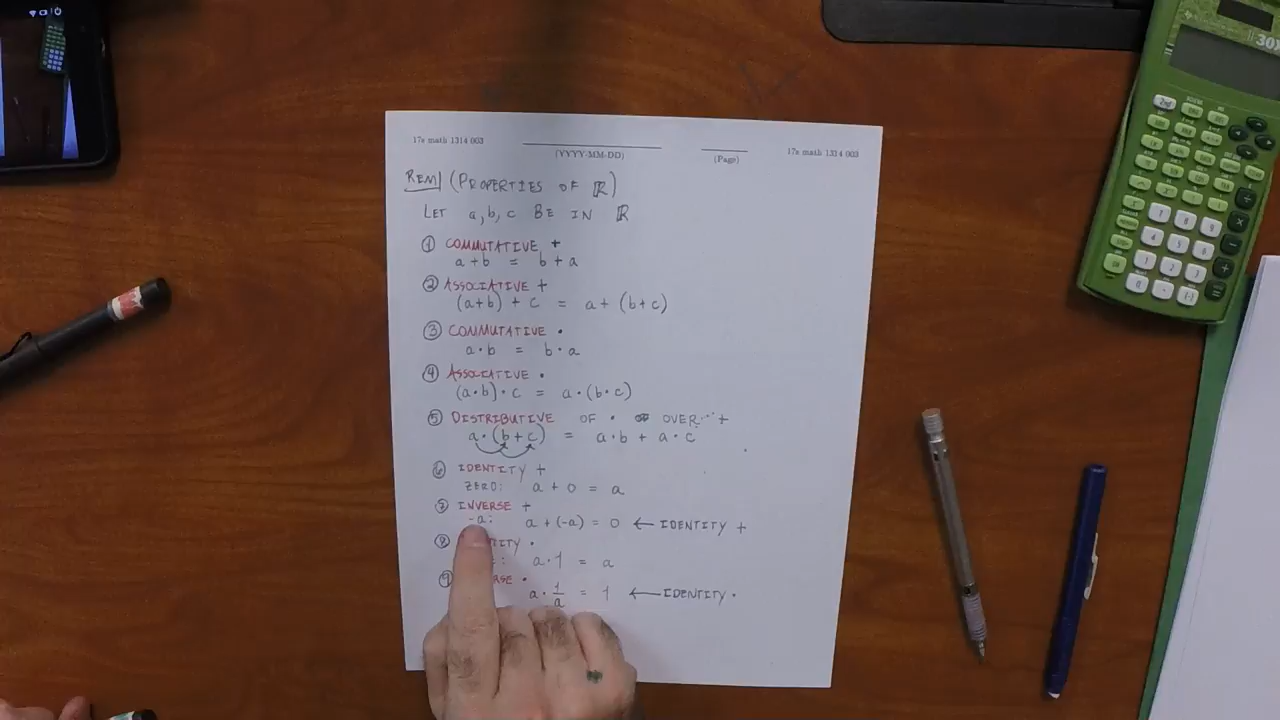 17e math 1314 003
(YYYY-MM-DD)
(Page)
17e math 1314 003
REM (PROPERTIES OF ℝ)
LET a, b, c BE IN ℝ
① COMMUTATIVE +
a + b = b + a
② ASSOCIATIVE +
(a+b) + c = a + (b+c)
③ COMMUTATIVE •
a • b = b • a
④ ASSOCIATIVE •
(a•b) • c = a • (b•c)
⑤ DISTRIBUTIVE OF • OVER +
a • (b+c) = a•b + a•c
⑥ IDENTITY +
ZERO: a + 0 = a
⑦ INVERSE +
-a: a + (-a) = 0 ← IDENTITY +
⑧ TITY •
: a • 1 = a
⑨ RSE •
a • 1/a = 1 ← IDENTITY •
30X